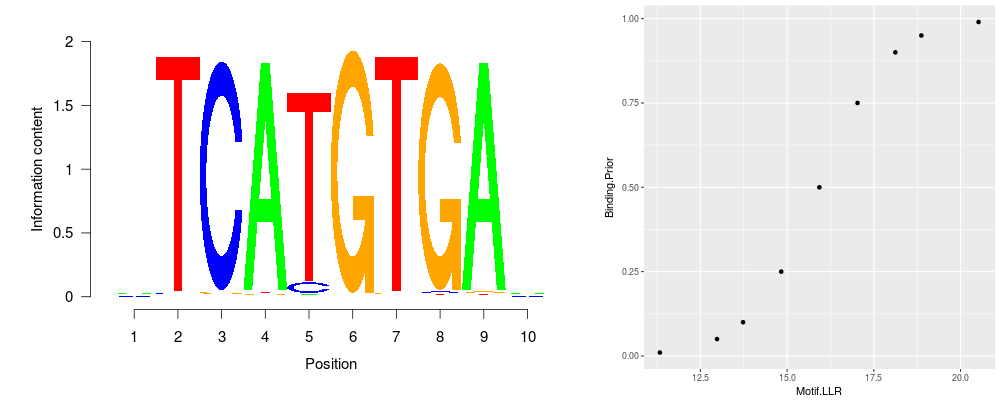 2
1.5
1
0.5
0
Information content
TCATGTGA
C
1 2 3 4 5 6 7 8 9 10
Position
1.00
0.75
0.50
0.25
0.00
Binding.Prior
12.5 15.0 17.5 20.0
Motif.LLR